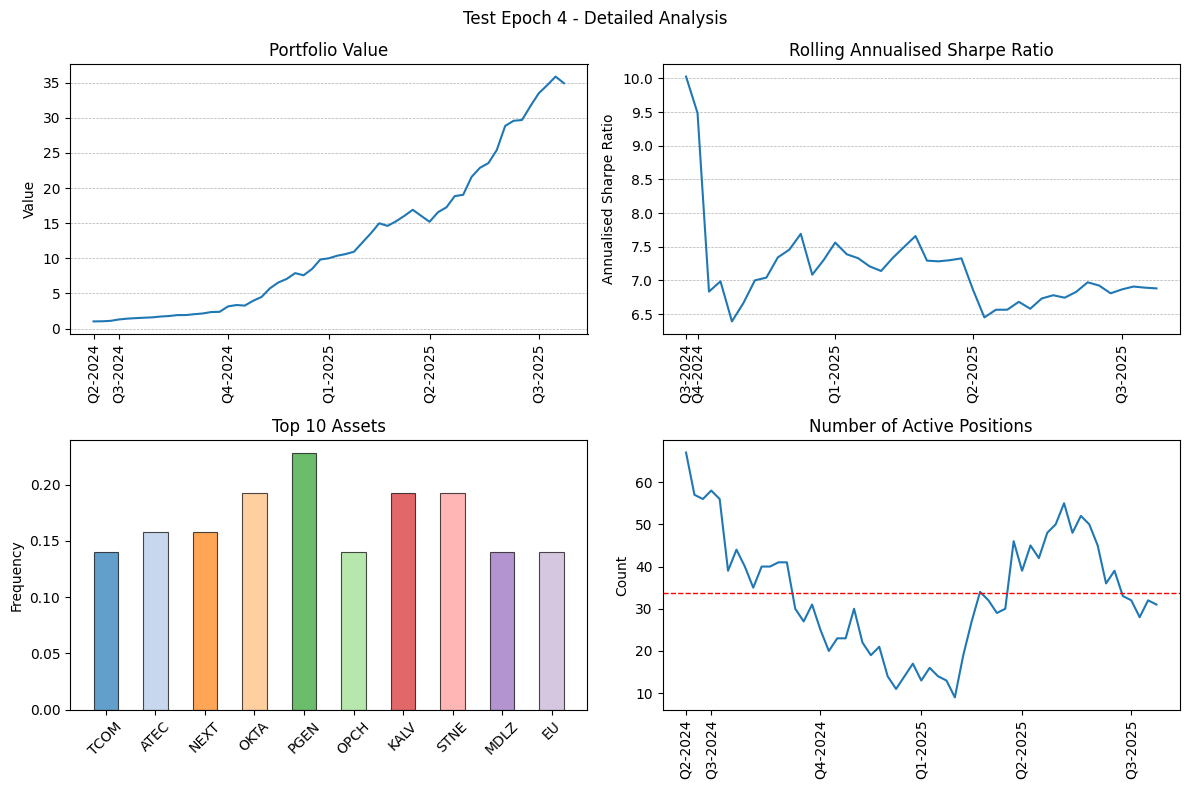 Test Epoch 4 - Detailed Analysis
Portfolio Value
Value
35
30
25
20
15
10
5
0
Q2-2024
Q3-2024
Q4-2024
Q1-2025
Q2-2025
Q3-2025
Rolling Annualised Sharpe Ratio
Annualised Sharpe Ratio
10.0
9.5
9.0
8.5
8.0
7.5
7.0
6.5
Q3-2024
Q4-2024
Q1-2025
Q2-2025
Q3-2025
Top 10 Assets
Frequency
0.20
0.15
0.10
0.05
0.00
TCOM
ATEC
NEXT
OKTA
PGEN
OPCH
KALV
STNE
MDLZ
EU
Number of Active Positions
Count
60
50
40
30
20
10
Q2-2024
Q3-2024
Q4-2024
Q1-2025
Q2-2025
Q3-2025